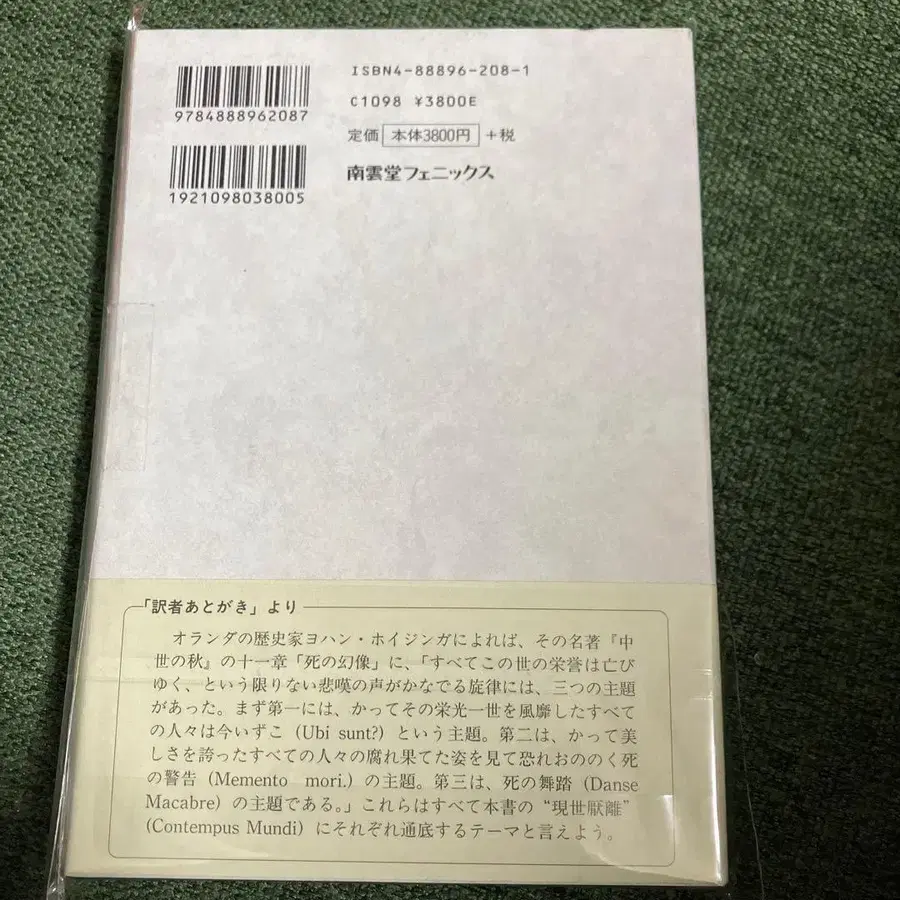 ISBN4-88896-208-1
9784888962087
C1098 ¥3800E
定価 本体3800円 +税
1921098038005
南雲堂フェニックス
「訳者あとがき」より
オランダの歴史家ヨハン・ホイジンガによれば、その名著『中
世の秋』の十一章「死の幻像」に、「すべてこの世の栄誉は亡び
ゆく、という限りない悲嘆の声がかなでる旋律には、三つの主題
があった。まず第一には、かってその栄光一世を風靡したすべて
の人々は今いずこ（Ubi sunt?）という主題。第二は、かって美
しさを誇ったすべての人々の腐れ果てた姿を見て恐れおののく死
の警告（Memento mori.）の主題。第三は、死の舞踏（Danse
Macabre）の主題である。」これらはすべて本書の“現世厭離”
(Contempus Mundi) にそれぞれ通底するテーマと言えよう。